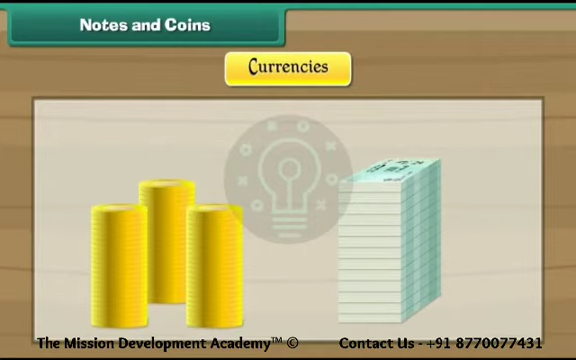 Notes and Coins
Currencies
The Mission Development Academy™ © Contact Us - +91 8770077431